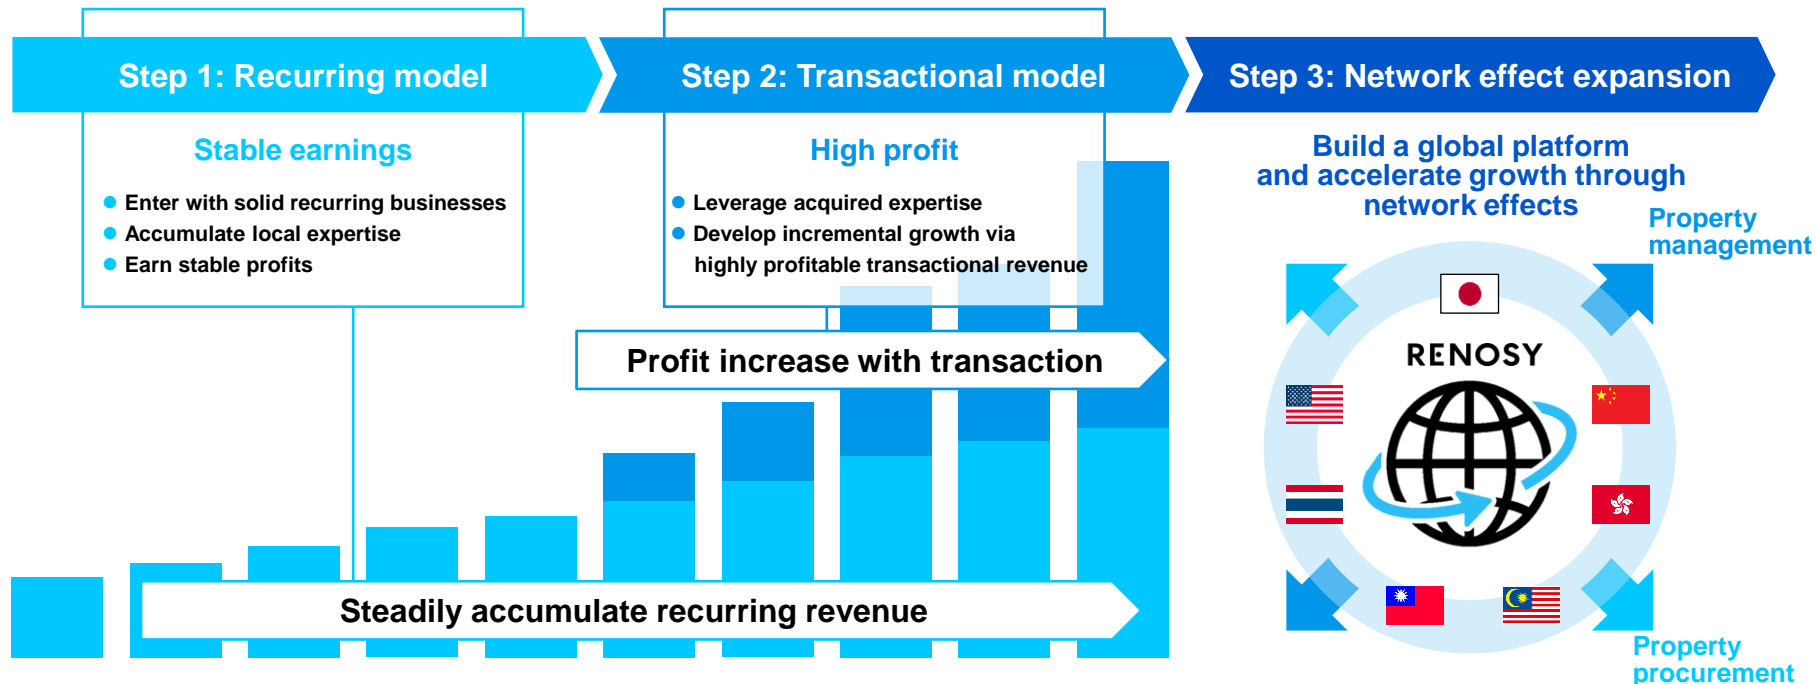 Step 1: Recurring model
Step 2: Transactional model
Step 3: Network effect expansion
Stable earnings
Enter with solid recurring businesses
Accumulate local expertise
Earn stable profits
High profit
Leverage acquired expertise
Develop incremental growth via
highly profitable transactional revenue
Profit increase with transaction
Steadily accumulate recurring revenue
Build a global platform
and accelerate growth through
network effects
Property
management
RENOSY
Property
procurement